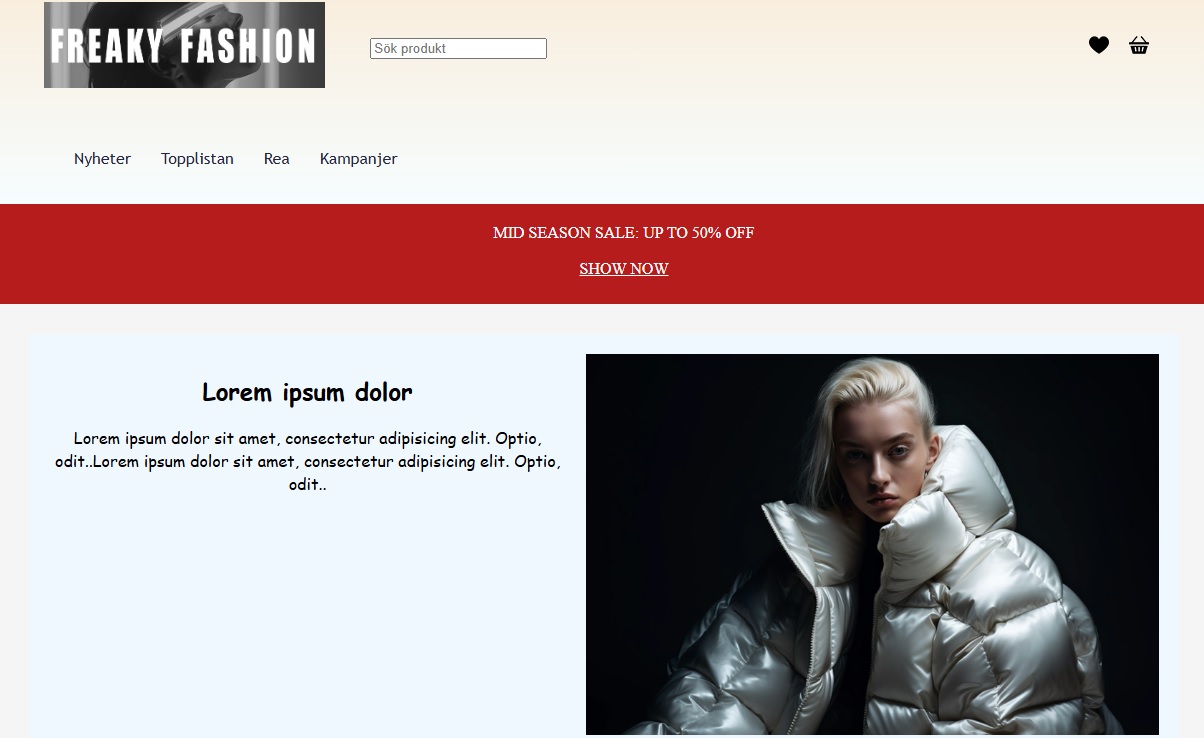 FREAKY FASHION
Sök produkt
Nyheter Topplistan Rea Kampanjer
MID SEASON SALE: UP TO 50% OFF
SHOW NOW
Lorem ipsum dolor
Lorem ipsum dolor sit amet, consectetur adipisicing elit. Optio,
odit..Lorem ipsum dolor sit amet, consectetur adipisicing elit. Optio,
odit..